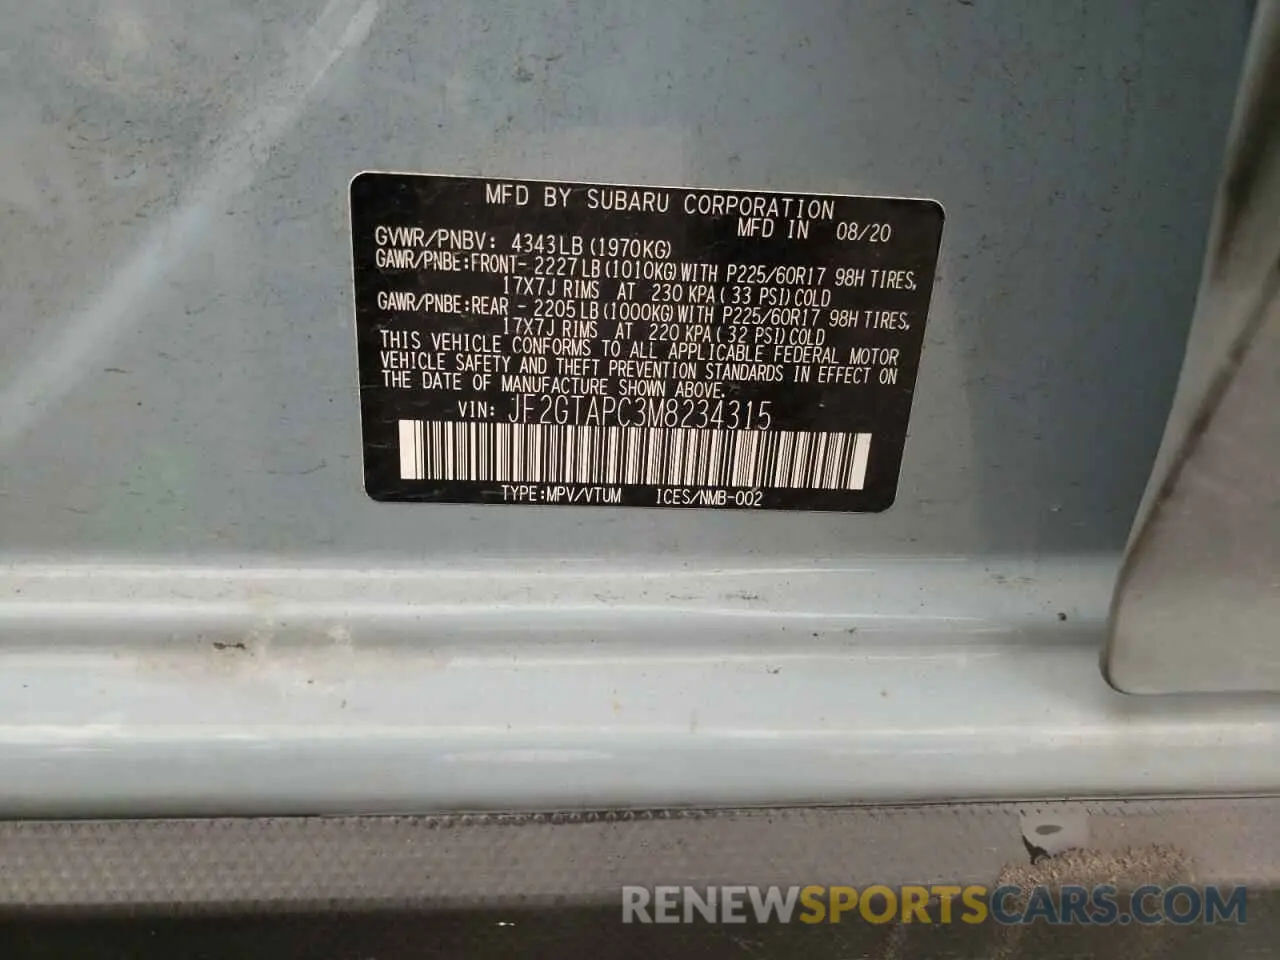 MFD BY SUBARU CORPORATION
MFD IN 08/20
GVWR/PNBV: 4343LB (1970KG)
GAWR/PNBE:FRONT- 2227LB (1010KG) WITH P225/60R17 98H TIRES,
17X7J RIMS AT 230 KPA ( 33 PSI) COLD
GAWR/PNBE:REAR - 2205LB (1000KG) WITH P225/60R17 98H TIRES,
17X7J RIMS AT 220 KPA ( 32 PSI) COLD
THIS VEHICLE CONFORMS TO ALL APPLICABLE FEDERAL MOTOR
VEHICLE SAFETY AND THEFT PREVENTION STANDARDS IN EFFECT ON
THE DATE OF MANUFACTURE SHOWN ABOVE.
VIN: JF2GTAPC3M8234315
TYPE:MPV/VTUM ICES/NMB-002
RENEWSPORTSCARS.COM